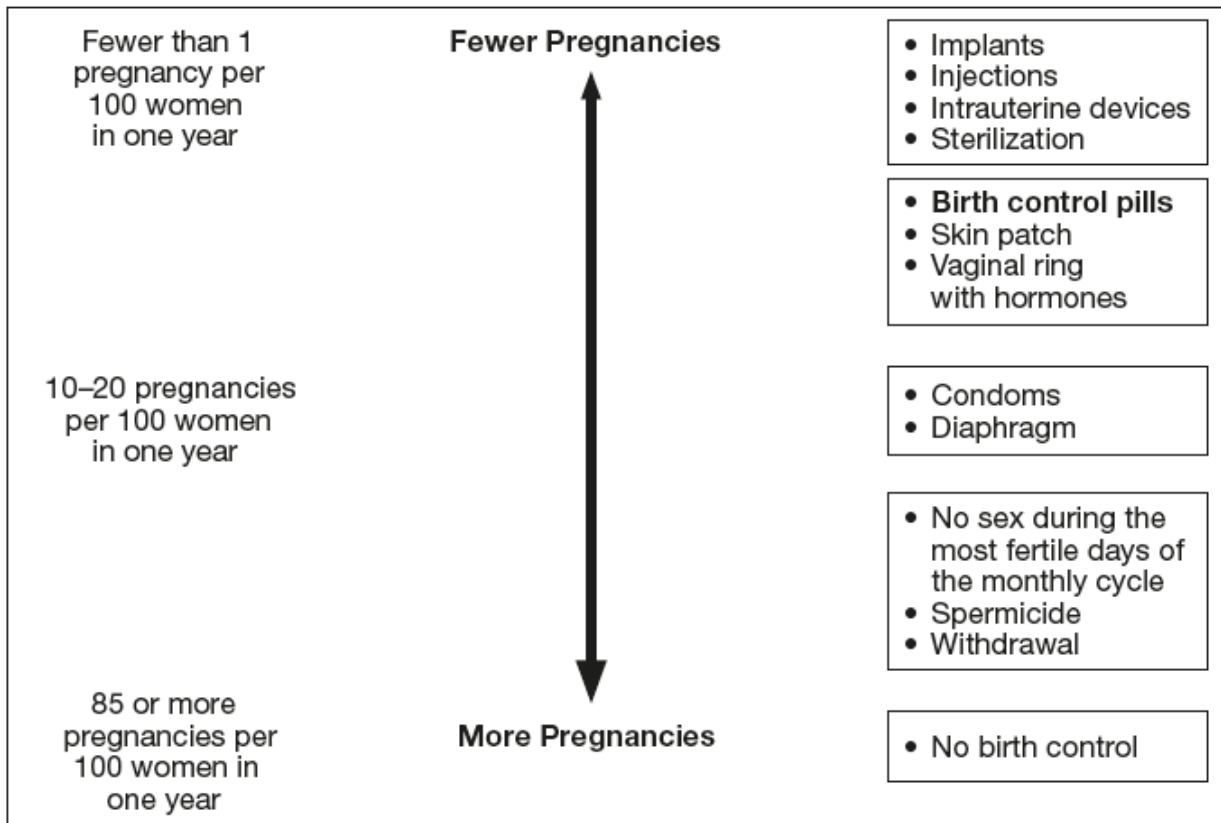 Fewer than 1
pregnancy per
100 women
in one year
Fewer Pregnancies
• Implants
• Injections
• Intrauterine devices
• Sterilization
• Birth control pills
• Skin patch
• Vaginal ring
with hormones
10–20 pregnancies
per 100 women
in one year
• Condoms
• Diaphragm
• No sex during the
most fertile days of
the monthly cycle
• Spermicide
• Withdrawal
85 or more
pregnancies per
100 women in
one year
More Pregnancies
• No birth control